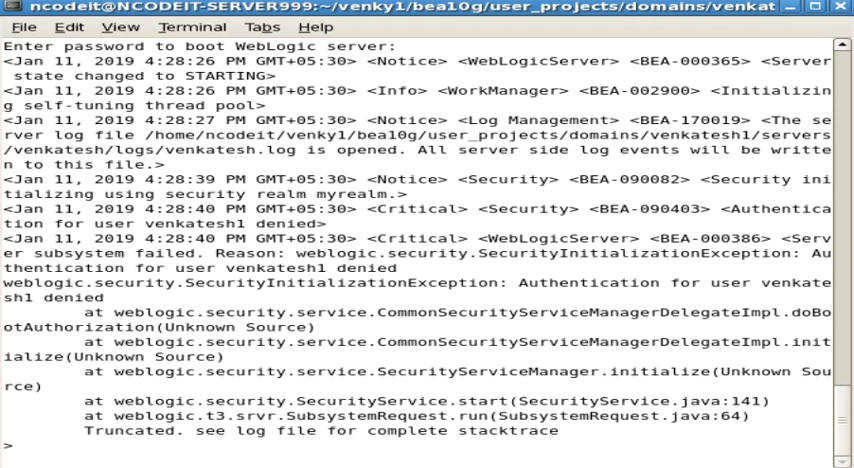 ncodeit@NCODEIT-SERVER999:~/venky1/bea10g/user_projects/domains/venkat
File Edit View Terminal Tabs Help
Enter password to boot WebLogic server:
<Jan 11, 2019 4:28:26 PM GMT+05:30> <Notice> <WebLogicServer> <BEA-000365> <Server
 state changed to STARTING>
<Jan 11, 2019 4:28:26 PM GMT+05:30> <Info> <WorkManager> <BEA-002900> <Initializin
g self-tuning thread pool>
<Jan 11, 2019 4:28:27 PM GMT+05:30> <Notice> <Log Management> <BEA-170019> <The se
rver log file /home/ncodeit/venky1/bea10g/user_projects/domains/venkatesh1/servers
/venkatesh/logs/venkatesh.log is opened. All server side log events will be writte
n to this file.>
<Jan 11, 2019 4:28:39 PM GMT+05:30> <Notice> <Security> <BEA-090082> <Security ini
tializing using security realm myrealm.>
<Jan 11, 2019 4:28:40 PM GMT+05:30> <Critical> <Security> <BEA-090403> <Authentica
tion for user venkatesh1 denied>
<Jan 11, 2019 4:28:40 PM GMT+05:30> <Critical> <WebLogicServer> <BEA-000386> <Serv
er subsystem failed. Reason: weblogic.security.SecurityInitializationException: Au
thentication for user venkatesh1 denied
weblogic.security.SecurityInitializationException: Authentication for user venkate
sh1 denied
        at weblogic.security.service.CommonSecurityServiceManagerDelegateImpl.doBo
otAuthorization(Unknown Source)
        at weblogic.security.service.CommonSecurityServiceManagerDelegateImpl.init
ialize(Unknown Source)
        at weblogic.security.service.SecurityServiceManager.initialize(Unknown Sou
rce)
        at weblogic.security.SecurityService.start(SecurityService.java:141)
        at weblogic.t3.srvr.SubsystemRequest.run(SubsystemRequest.java:64)
        Truncated. see log file for complete stacktrace
>